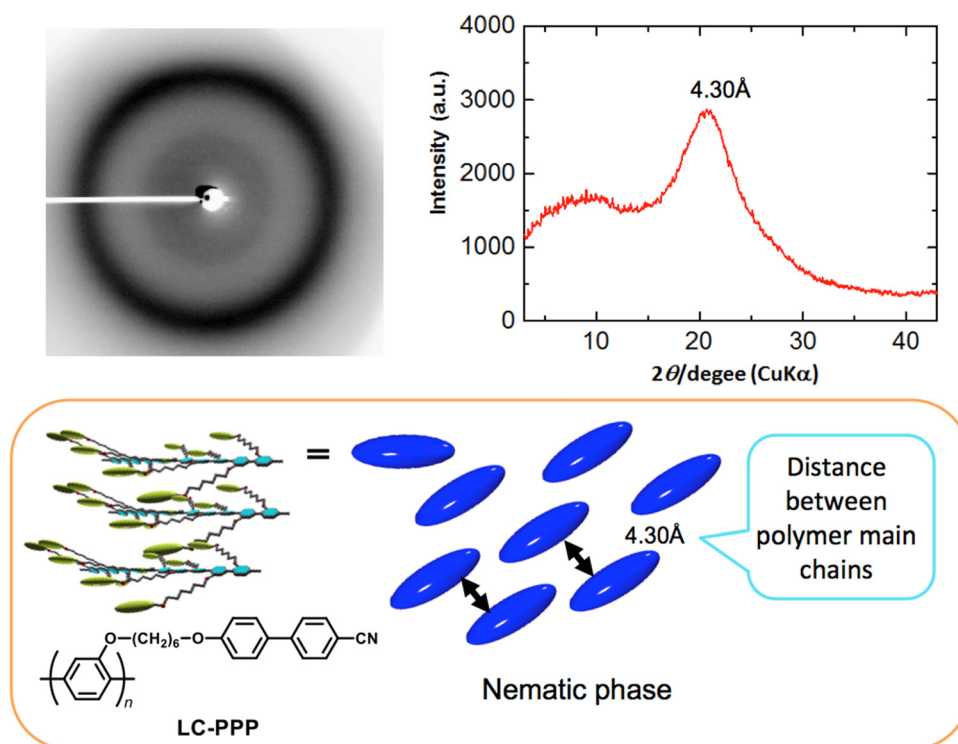 4000
3000
2000
1000
0
Intensity (a.u.)
4.30Å
10 20 30 40
2θ/degee (CuKα)
=
4.30Å
Distance
between
polymer main
chains
O (CH2)6 O CN
n
LC-PPP
Nematic phase